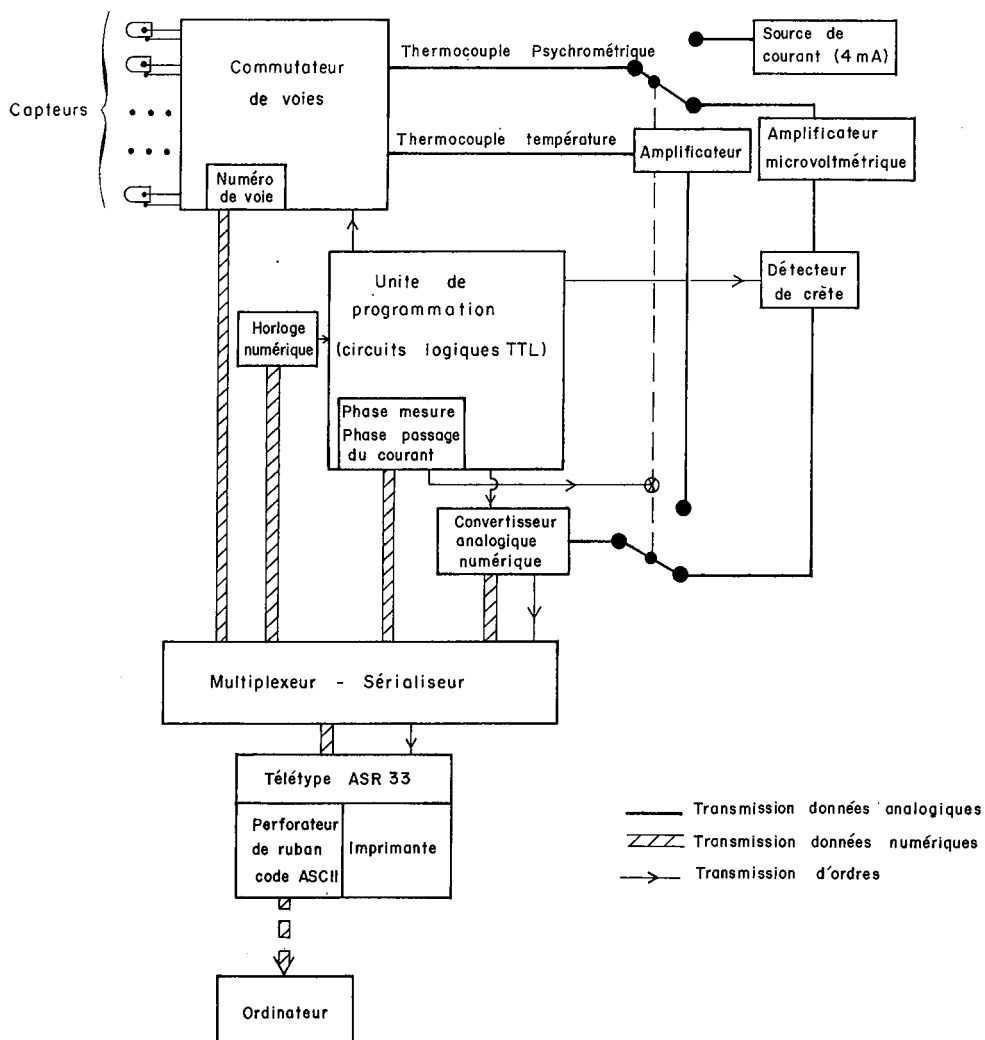 Capteurs
Commutateur
de voies
Numéro
de voie
Thermocouple Psychrométrique
Thermocouple température
Source de
courant (4 mA)
Amplificateur
Amplificateur
microvoltmétrique
Détecteur
de crète
Unite de
programmation
(circuits logiques TTL)
Horloge
numérique
Phase mesure
Phase passage
du courant
Convertisseur
analogique
numérique
Multiplexeur - Sérialiseur
Télétype ASR 33
Perforateur
de ruban
code ASCII
Imprimante
Ordinateur
Transmission données analogiques
Transmission données numériques
Transmission d'ordres